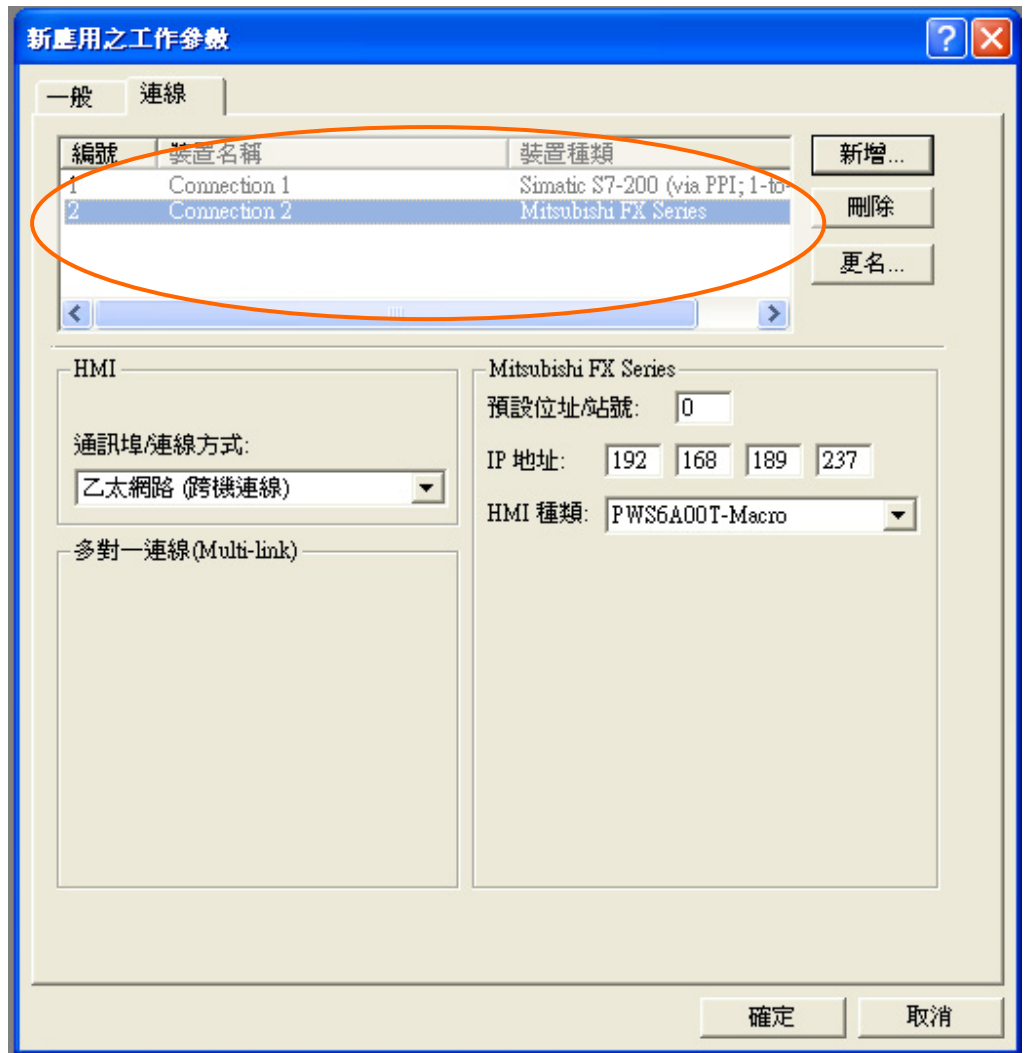 新應用之工作參數
一般 連線
編號 裝置名稱 裝置種類
1 Connection 1 Simatic S7-200 (via PPI; 1-to-
2 Connection 2 Mitsubishi FX Series
新增...
刪除
更名...
HMI
通訊埠/連線方式:
乙太網路 (跨機連線)
多對一連線(Multi-link)
Mitsubishi FX Series
預設位址/站號: 0
IP 地址: 192 168 189 237
HMI 種類: PWS6A00T-Macro
確定 取消